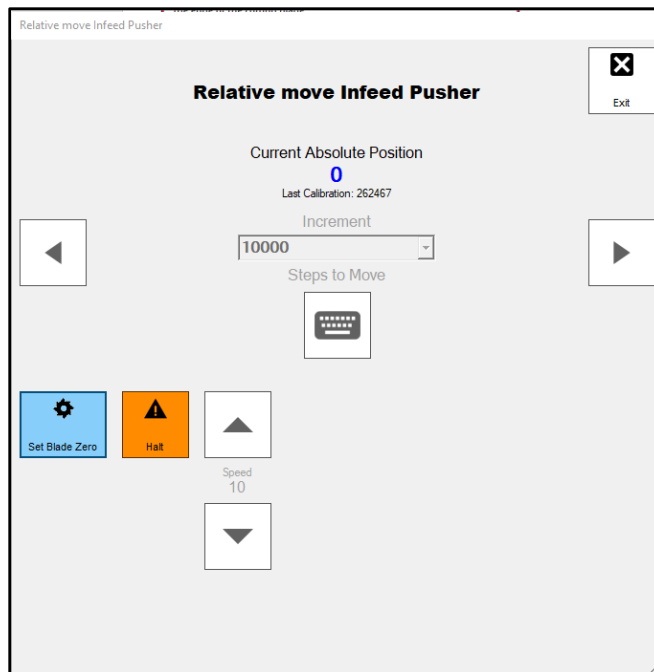 Relative move Infeed Pusher
Relative move Infeed Pusher
Exit
Current Absolute Position
0
Last Calibration: 262467
Increment
10000
Steps to Move
Set Blade Zero
Halt
Speed
10